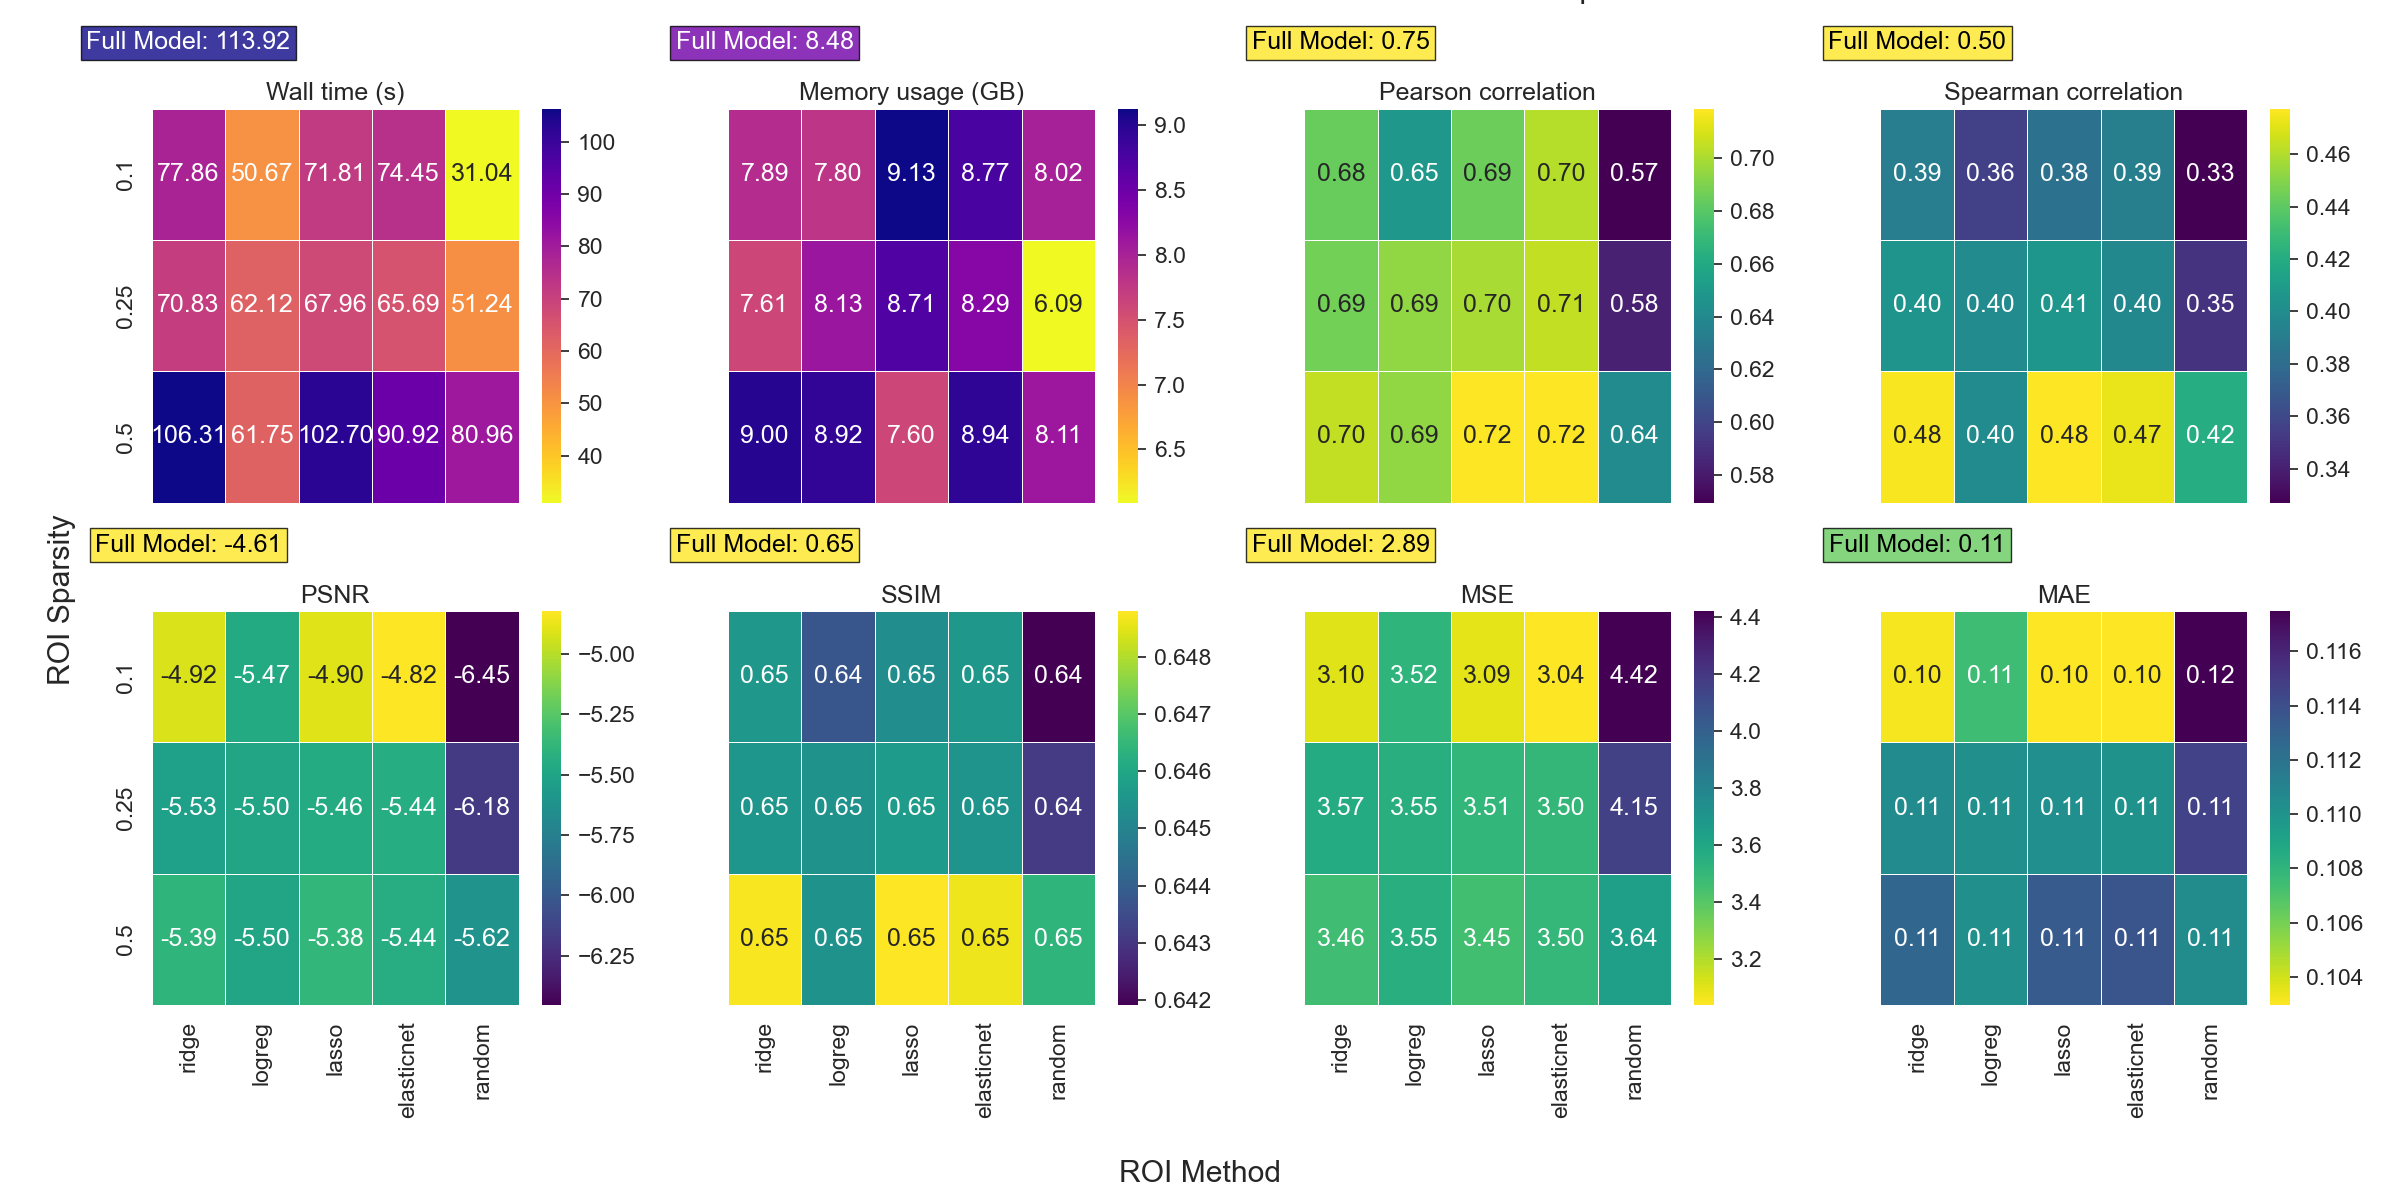 Full Model: 113.92
Wall time (s)
0.1 77.86 50.67 71.81 74.45 31.04
0.25 70.83 62.12 67.96 65.69 51.24
0.5 106.31 61.75 102.70 90.92 80.96
100
90
80
70
60
50
40
Full Model: 8.48
Memory usage (GB)
7.89 7.80 9.13 8.77 8.02
7.61 8.13 8.71 8.29 6.09
9.00 8.92 7.60 8.94 8.11
9.0
8.5
8.0
7.5
7.0
6.5
Full Model: 0.75
Pearson correlation
0.68 0.65 0.69 0.70 0.57
0.69 0.69 0.70 0.71 0.58
0.70 0.69 0.72 0.72 0.64
0.70
0.68
0.66
0.64
0.62
0.60
0.58
Full Model: 0.50
Spearman correlation
0.39 0.36 0.38 0.39 0.33
0.40 0.40 0.41 0.40 0.35
0.48 0.40 0.48 0.47 0.42
0.46
0.44
0.42
0.40
0.38
0.36
0.34
ROI Sparsity
Full Model: -4.61
PSNR
0.1 -4.92 -5.47 -4.90 -4.82 -6.45
0.25 -5.53 -5.50 -5.46 -5.44 -6.18
0.5 -5.39 -5.50 -5.38 -5.44 -5.62
ridge logreg lasso elasticnet random
−5.00
−5.25
−5.50
−5.75
−6.00
−6.25
Full Model: 0.65
SSIM
0.65 0.64 0.65 0.65 0.64
0.65 0.65 0.65 0.65 0.64
0.65 0.65 0.65 0.65 0.65
ridge logreg lasso elasticnet random
0.648
0.647
0.646
0.645
0.644
0.643
0.642
Full Model: 2.89
MSE
3.10 3.52 3.09 3.04 4.42
3.57 3.55 3.51 3.50 4.15
3.46 3.55 3.45 3.50 3.64
ridge logreg lasso elasticnet random
4.4
4.2
4.0
3.8
3.6
3.4
3.2
Full Model: 0.11
MAE
0.10 0.11 0.10 0.10 0.12
0.11 0.11 0.11 0.11 0.11
0.11 0.11 0.11 0.11 0.11
ridge logreg lasso elasticnet random
0.116
0.114
0.112
0.110
0.108
0.106
0.104
ROI Method